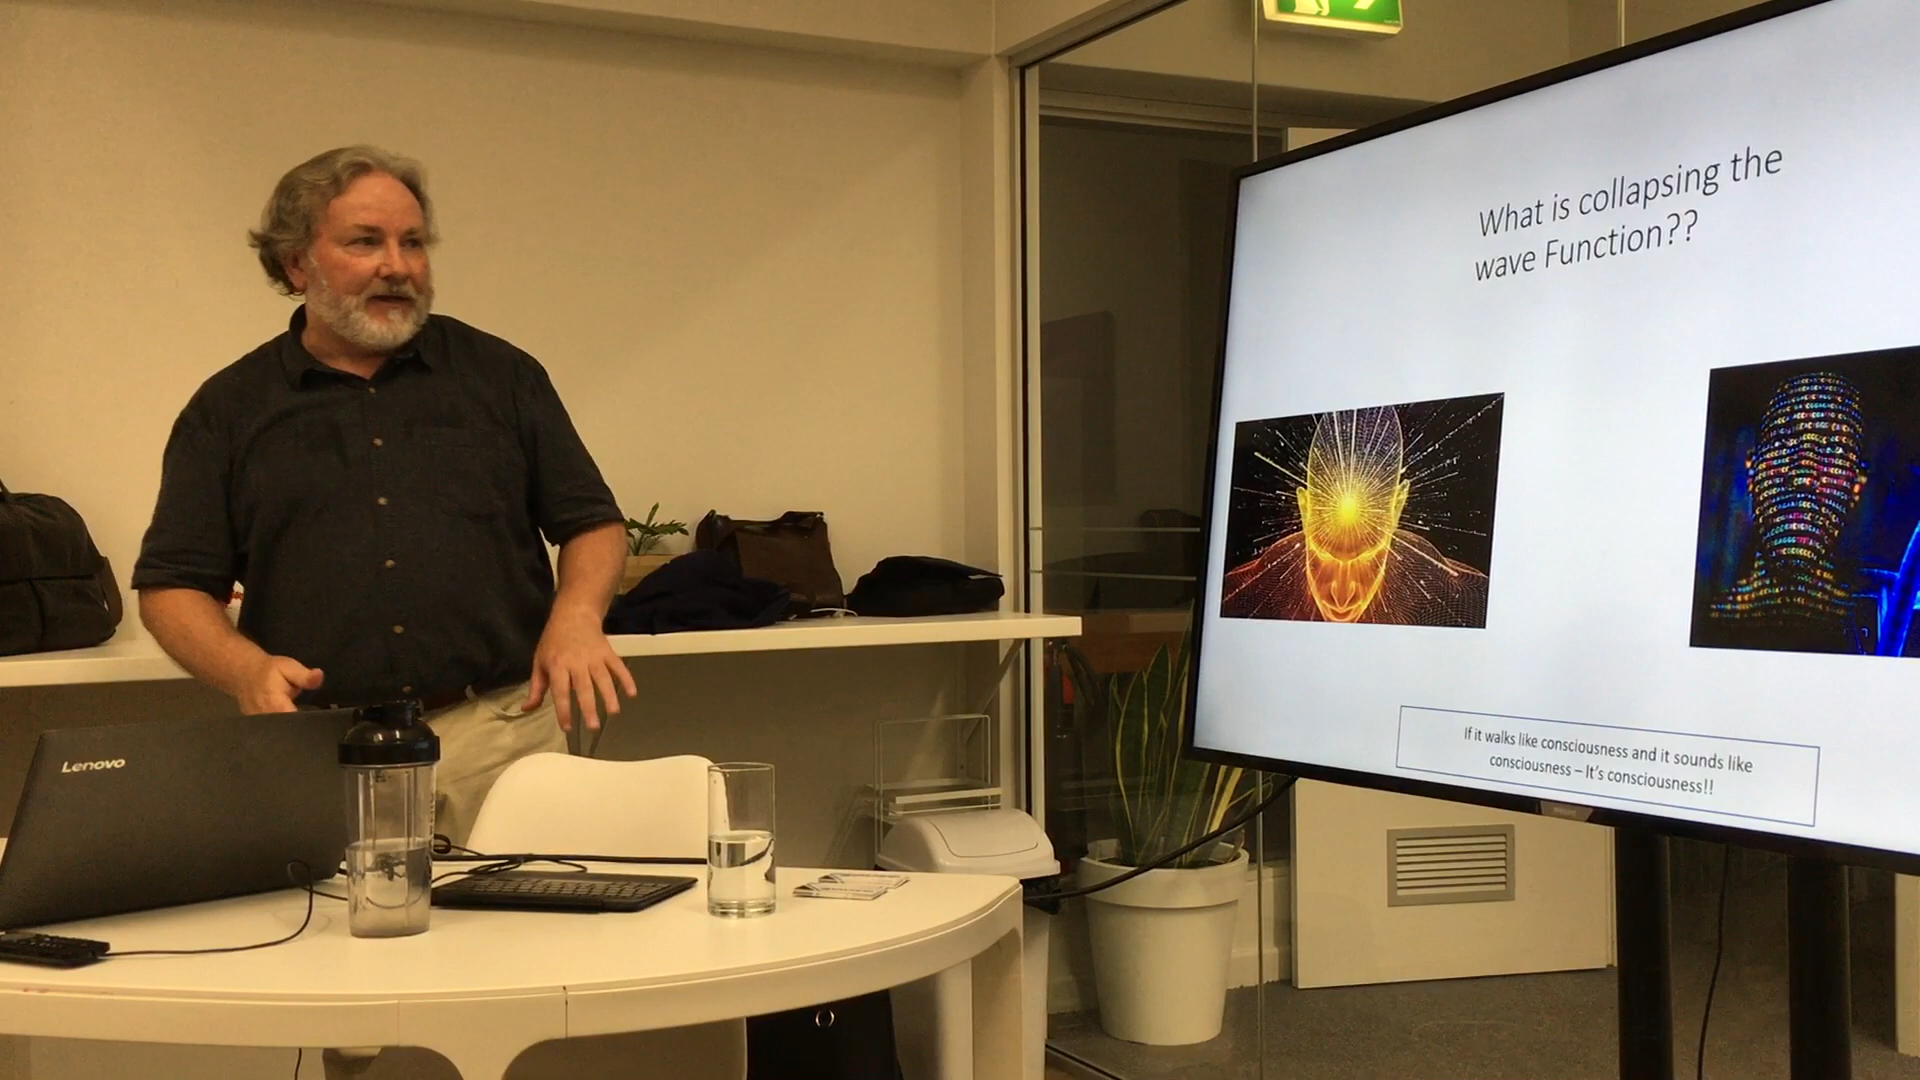 What is collapsing the
wave Function??
If it walks like consciousness and it sounds like
consciousness – It's consciousness!!
Lenovo